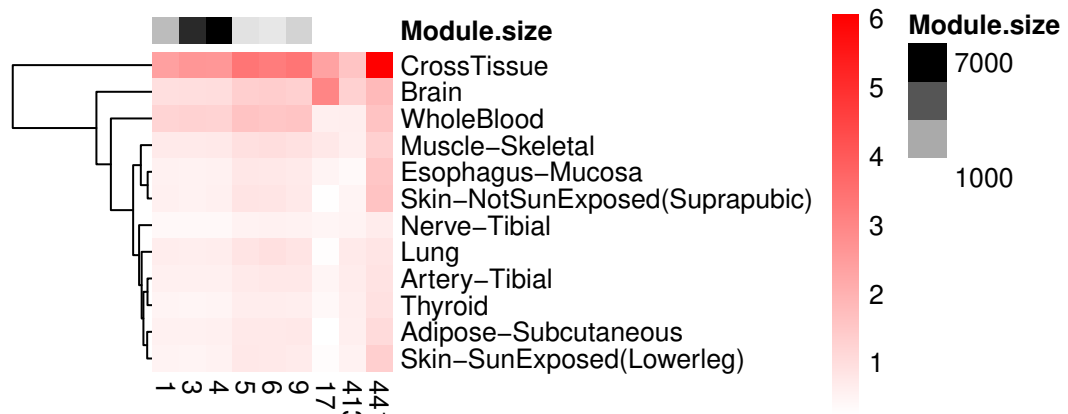 Module.size
CrossTissue
Brain
WholeBlood
Muscle−Skeletal
Esophagus−Mucosa
Skin−NotSunExposed(Suprapubic)
Nerve−Tibial
Lung
Artery−Tibial
Thyroid
Adipose−Subcutaneous
Skin−SunExposed(Lowerleg)
1
3
4
5
6
9
17
6
5
4
3
2
1
Module.size
7000
1000